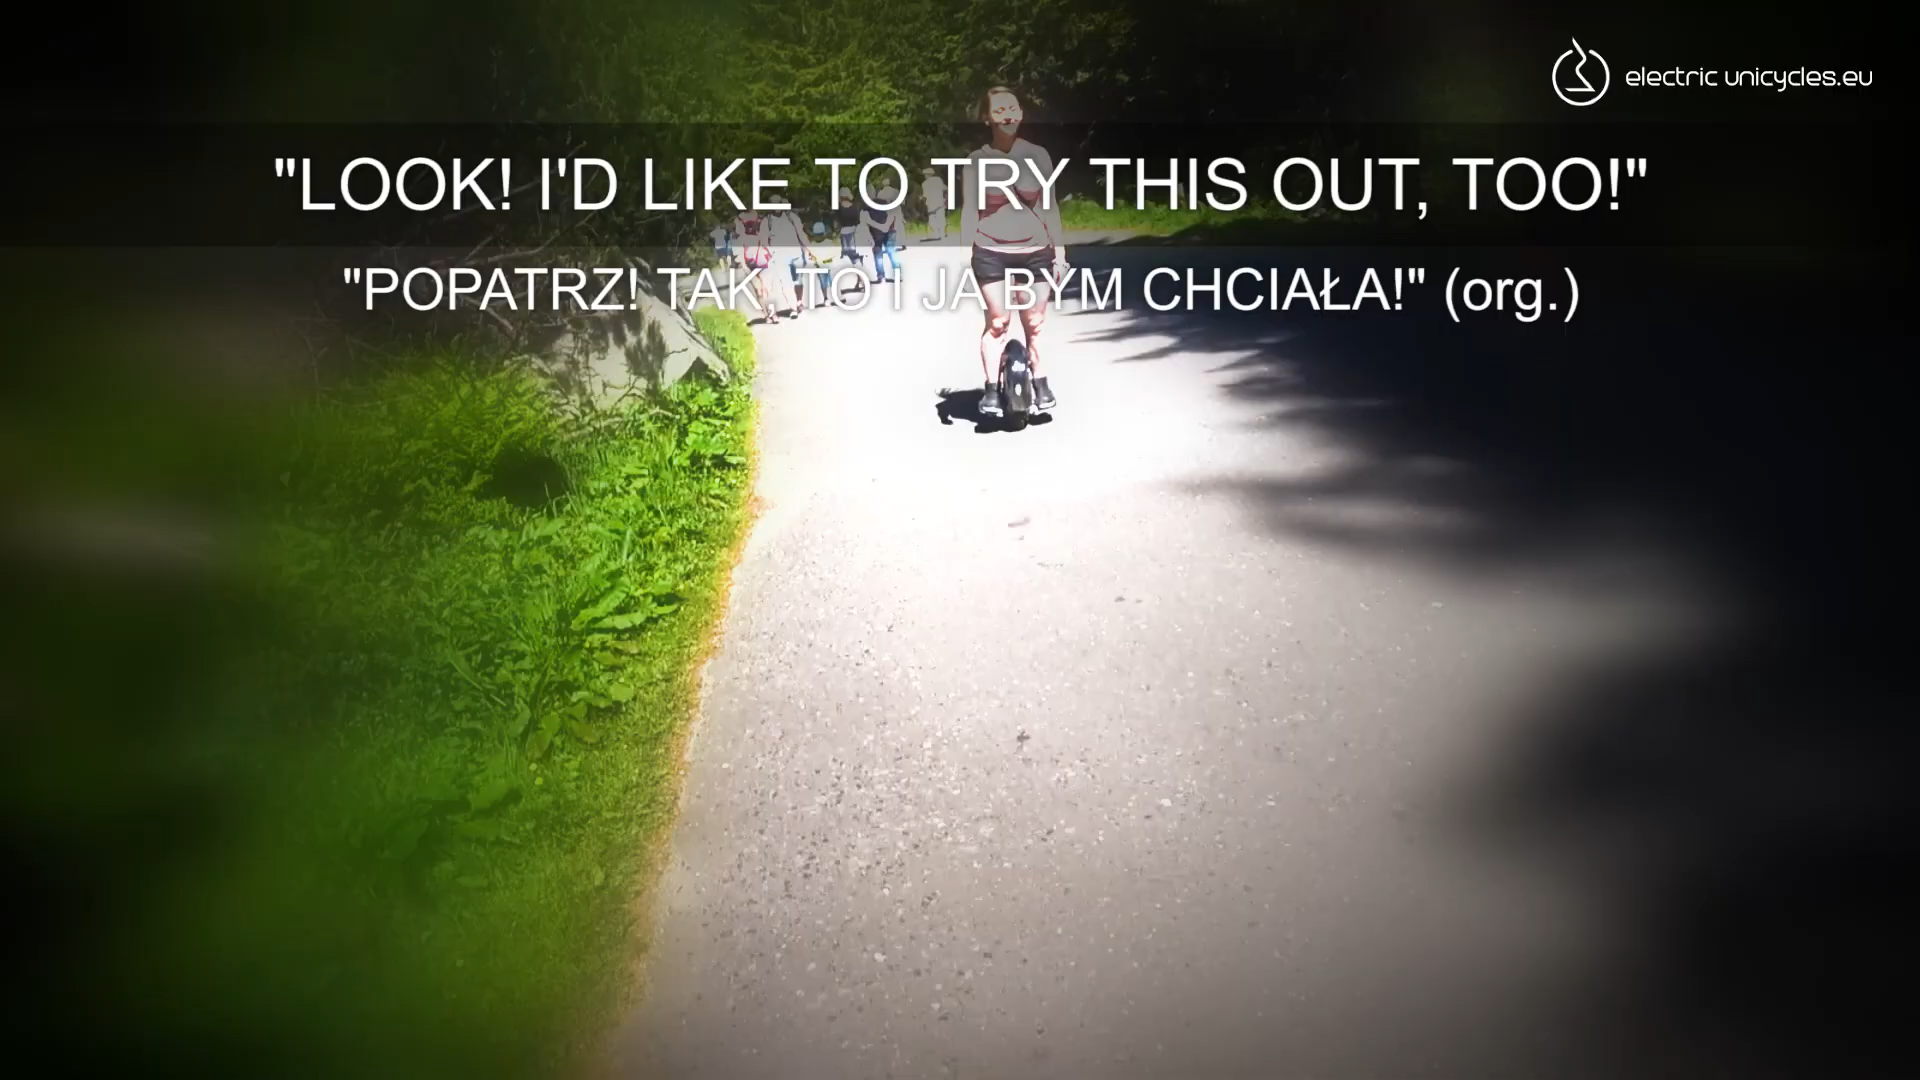 electric unicycles.eu
"LOOK! I'D LIKE TO TRY THIS OUT, TOO!"
"POPATRZ! TAK, TO I JA BYM CHCIAŁA!" (org.)